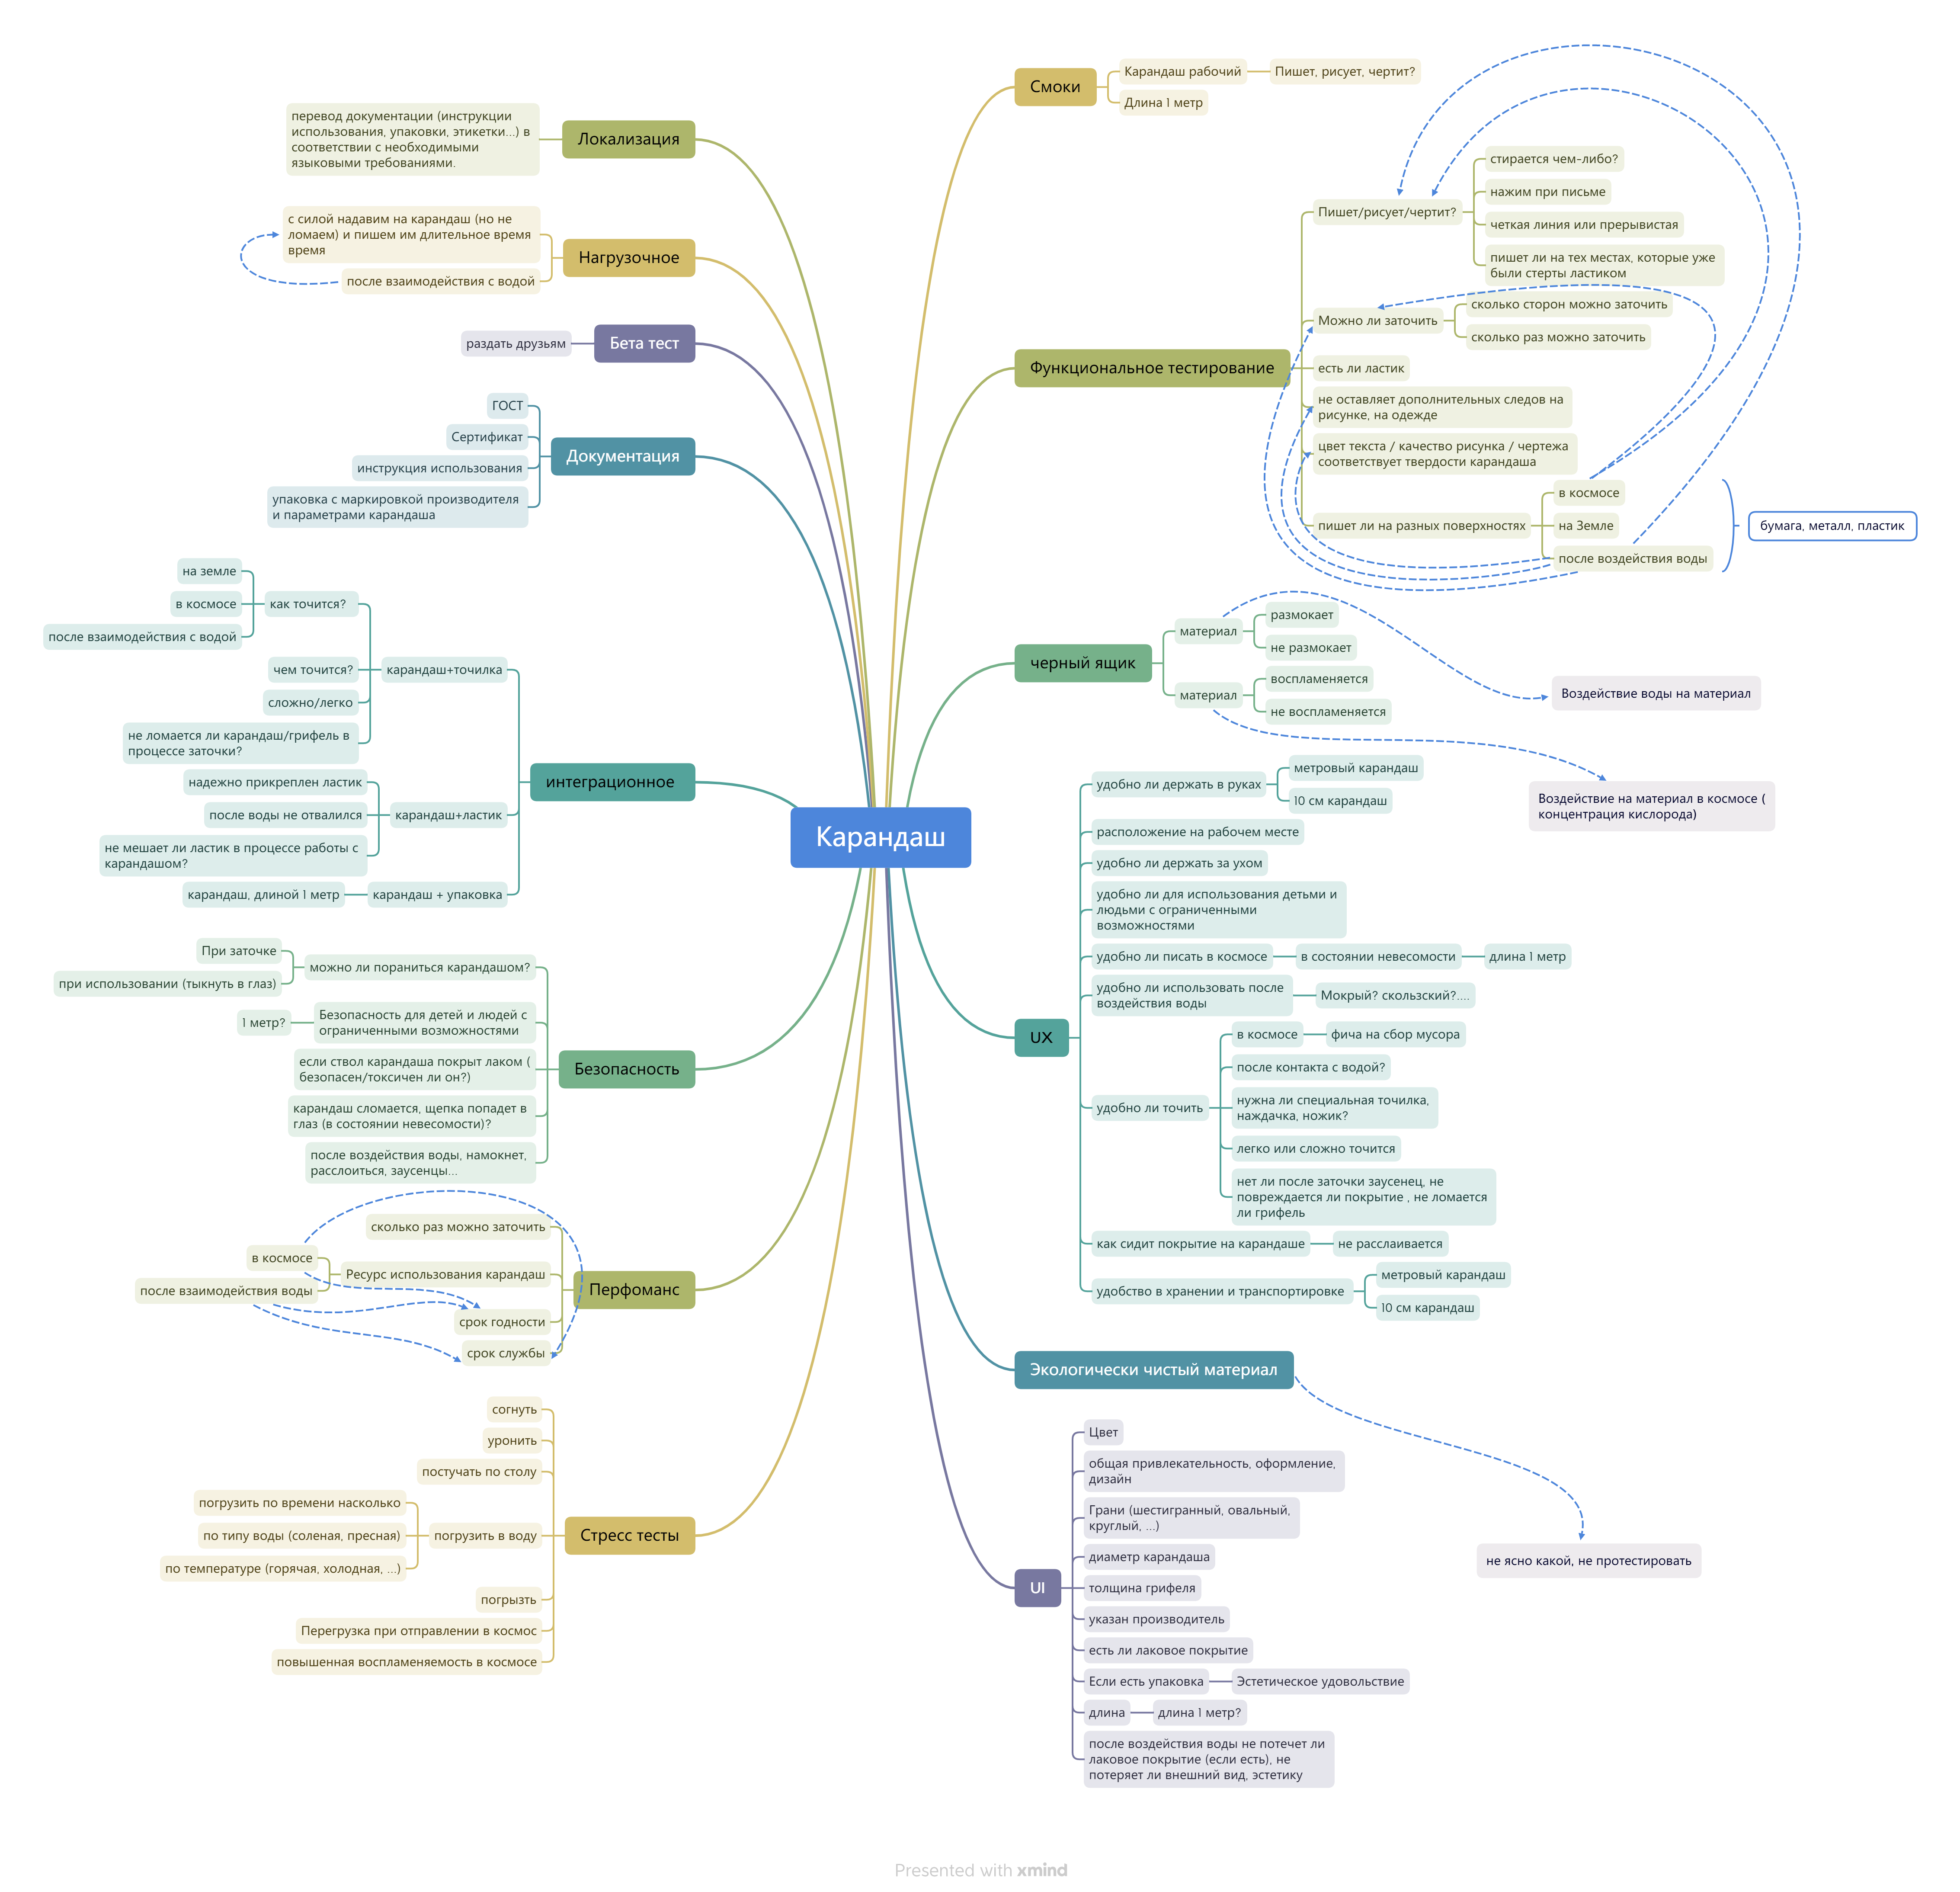 Карандаш
Смоки
Карандаш рабочий
Пишет, рисует, чертит?
Длина 1 метр
Функциональное тестирование
Пишет/рисует/чертит?
стирается чем-либо?
нажим при письме
четкая линия или прерывистая
пишет ли на тех местах, которые уже
были стерты ластиком
Можно ли заточить
сколько сторон можно заточить
сколько раз можно заточить
есть ли ластик
не оставляет дополнительных следов на
рисунке, на одежде
цвет текста / качество рисунка / чертежа
соответствует твердости карандаша
пишет ли на разных поверхностях
в космосе
на Земле
после воздействия воды
бумага, металл, пластик
черный ящик
материал
размокает
не размокает
материал
воспламеняется
не воспламеняется
Воздействие воды на материал
Воздействие на материал в космосе (
концентрация кислорода)
UX
удобно ли держать в руках
метровый карандаш
10 см карандаш
расположение на рабочем месте
удобно ли держать за ухом
удобно ли для использования детьми и
людьми с ограниченными
возможностями
удобно ли писать в космосе
в состоянии невесомости
длина 1 метр
удобно ли использовать после
воздействия воды
Мокрый? скользский?....
удобно ли точить
в космосе
фича на сбор мусора
после контакта с водой?
нужна ли специальная точилка,
наждачка, ножик?
легко или сложно точится
нет ли после заточки заусенец, не
повреждается ли покрытие , не ломается
ли грифель
как сидит покрытие на карандаше
не расслаивается
удобство в хранении и транспортировке
метровый карандаш
10 см карандаш
Экологически чистый материал
не ясно какой, не протестировать
UI
Цвет
общая привлекательность, оформление,
дизайн
Грани (шестигранный, овальный,
круглый, ...)
диаметр карандаша
толщина грифеля
указан производитель
есть ли лаковое покрытие
Если есть упаковка
Эстетическое удовольствие
длина
длина 1 метр?
после воздействия воды не потечет ли
лаковое покрытие (если есть), не
потеряет ли внешний вид, эстетику
Локализация
перевод документации (инструкции
использования, упаковки, этикетки...) в
соответствии с необходимыми
языковыми требованиями.
Нагрузочное
с силой надавим на карандаш (но не
ломаем) и пишем им длительное время
время
после взаимодействия с водой
Бета тест
раздать друзьям
Документация
ГОСТ
Сертификат
инструкция использования
упаковка с маркировкой производителя
и параметрами карандаша
интеграционное
карандаш+точилка
как точится?
на земле
в космосе
после взаимодействия с водой
чем точится?
сложно/легко
не ломается ли карандаш/грифель в
процессе заточки?
карандаш+ластик
надежно прикреплен ластик
после воды не отвалился
не мешает ли ластик в процессе работы с
карандашом?
карандаш + упаковка
карандаш, длиной 1 метр
Безопасность
можно ли пораниться карандашом?
При заточке
при использовании (тыкнуть в глаз)
Безопасность для детей и людей с
ограниченными возможностями
1 метр?
если ствол карандаша покрыт лаком (
безопасен/токсичен ли он?)
карандаш сломается, щепка попадет в
глаз (в состоянии невесомости)?
после воздействия воды, намокнет,
расслоиться, заусенцы...
Перфоманс
сколько раз можно заточить
Ресурс использования карандаш
в космосе
после взаимодействия воды
срок годности
срок службы
Стресс тесты
согнуть
уронить
постучать по столу
погрузить в воду
погрузить по времени насколько
по типу воды (соленая, пресная)
по температуре (горячая, холодная, ...)
погрызть
Перегрузка при отправлении в космос
повышенная воспламеняемость в космосе
Presented with xmind